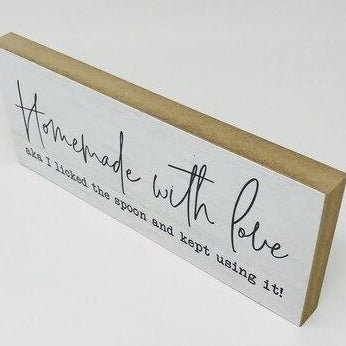 Homemade with love
aka I licked the spoon and kept using it!